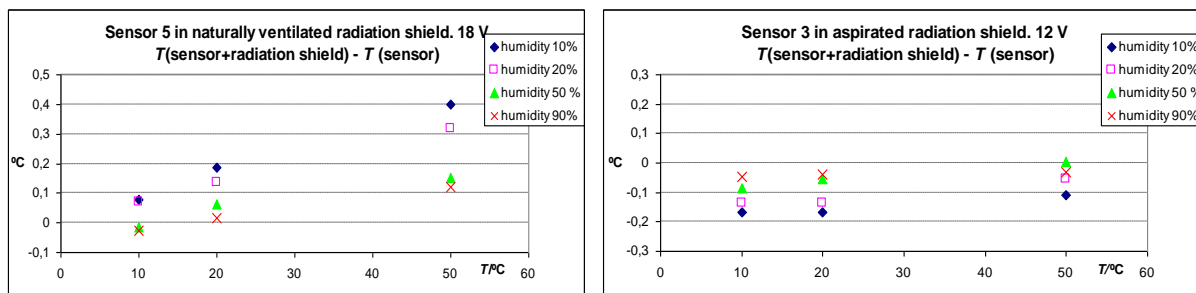 Sensor 5 in naturally ventilated radiation shield. 18 V
T(sensor+radiation shield) - T (sensor)
humidity 10%
humidity 20%
humidity 50 %
humidity 90%
0,5
0,4
0,3
0,2
0,1
0
-0,1
ºC
0
10
20
30
40
50
60
T/ºC
Sensor 3 in aspirated radiation shield. 12 V
T(sensor+radiation shield) - T (sensor)
humidity 10%
humidity 20%
humidity 50 %
humidity 90%
0,3
0,2
0,1
0
-0,1
-0,2
-0,3
ºC
0
10
20
30
40
50
60
T/ºC